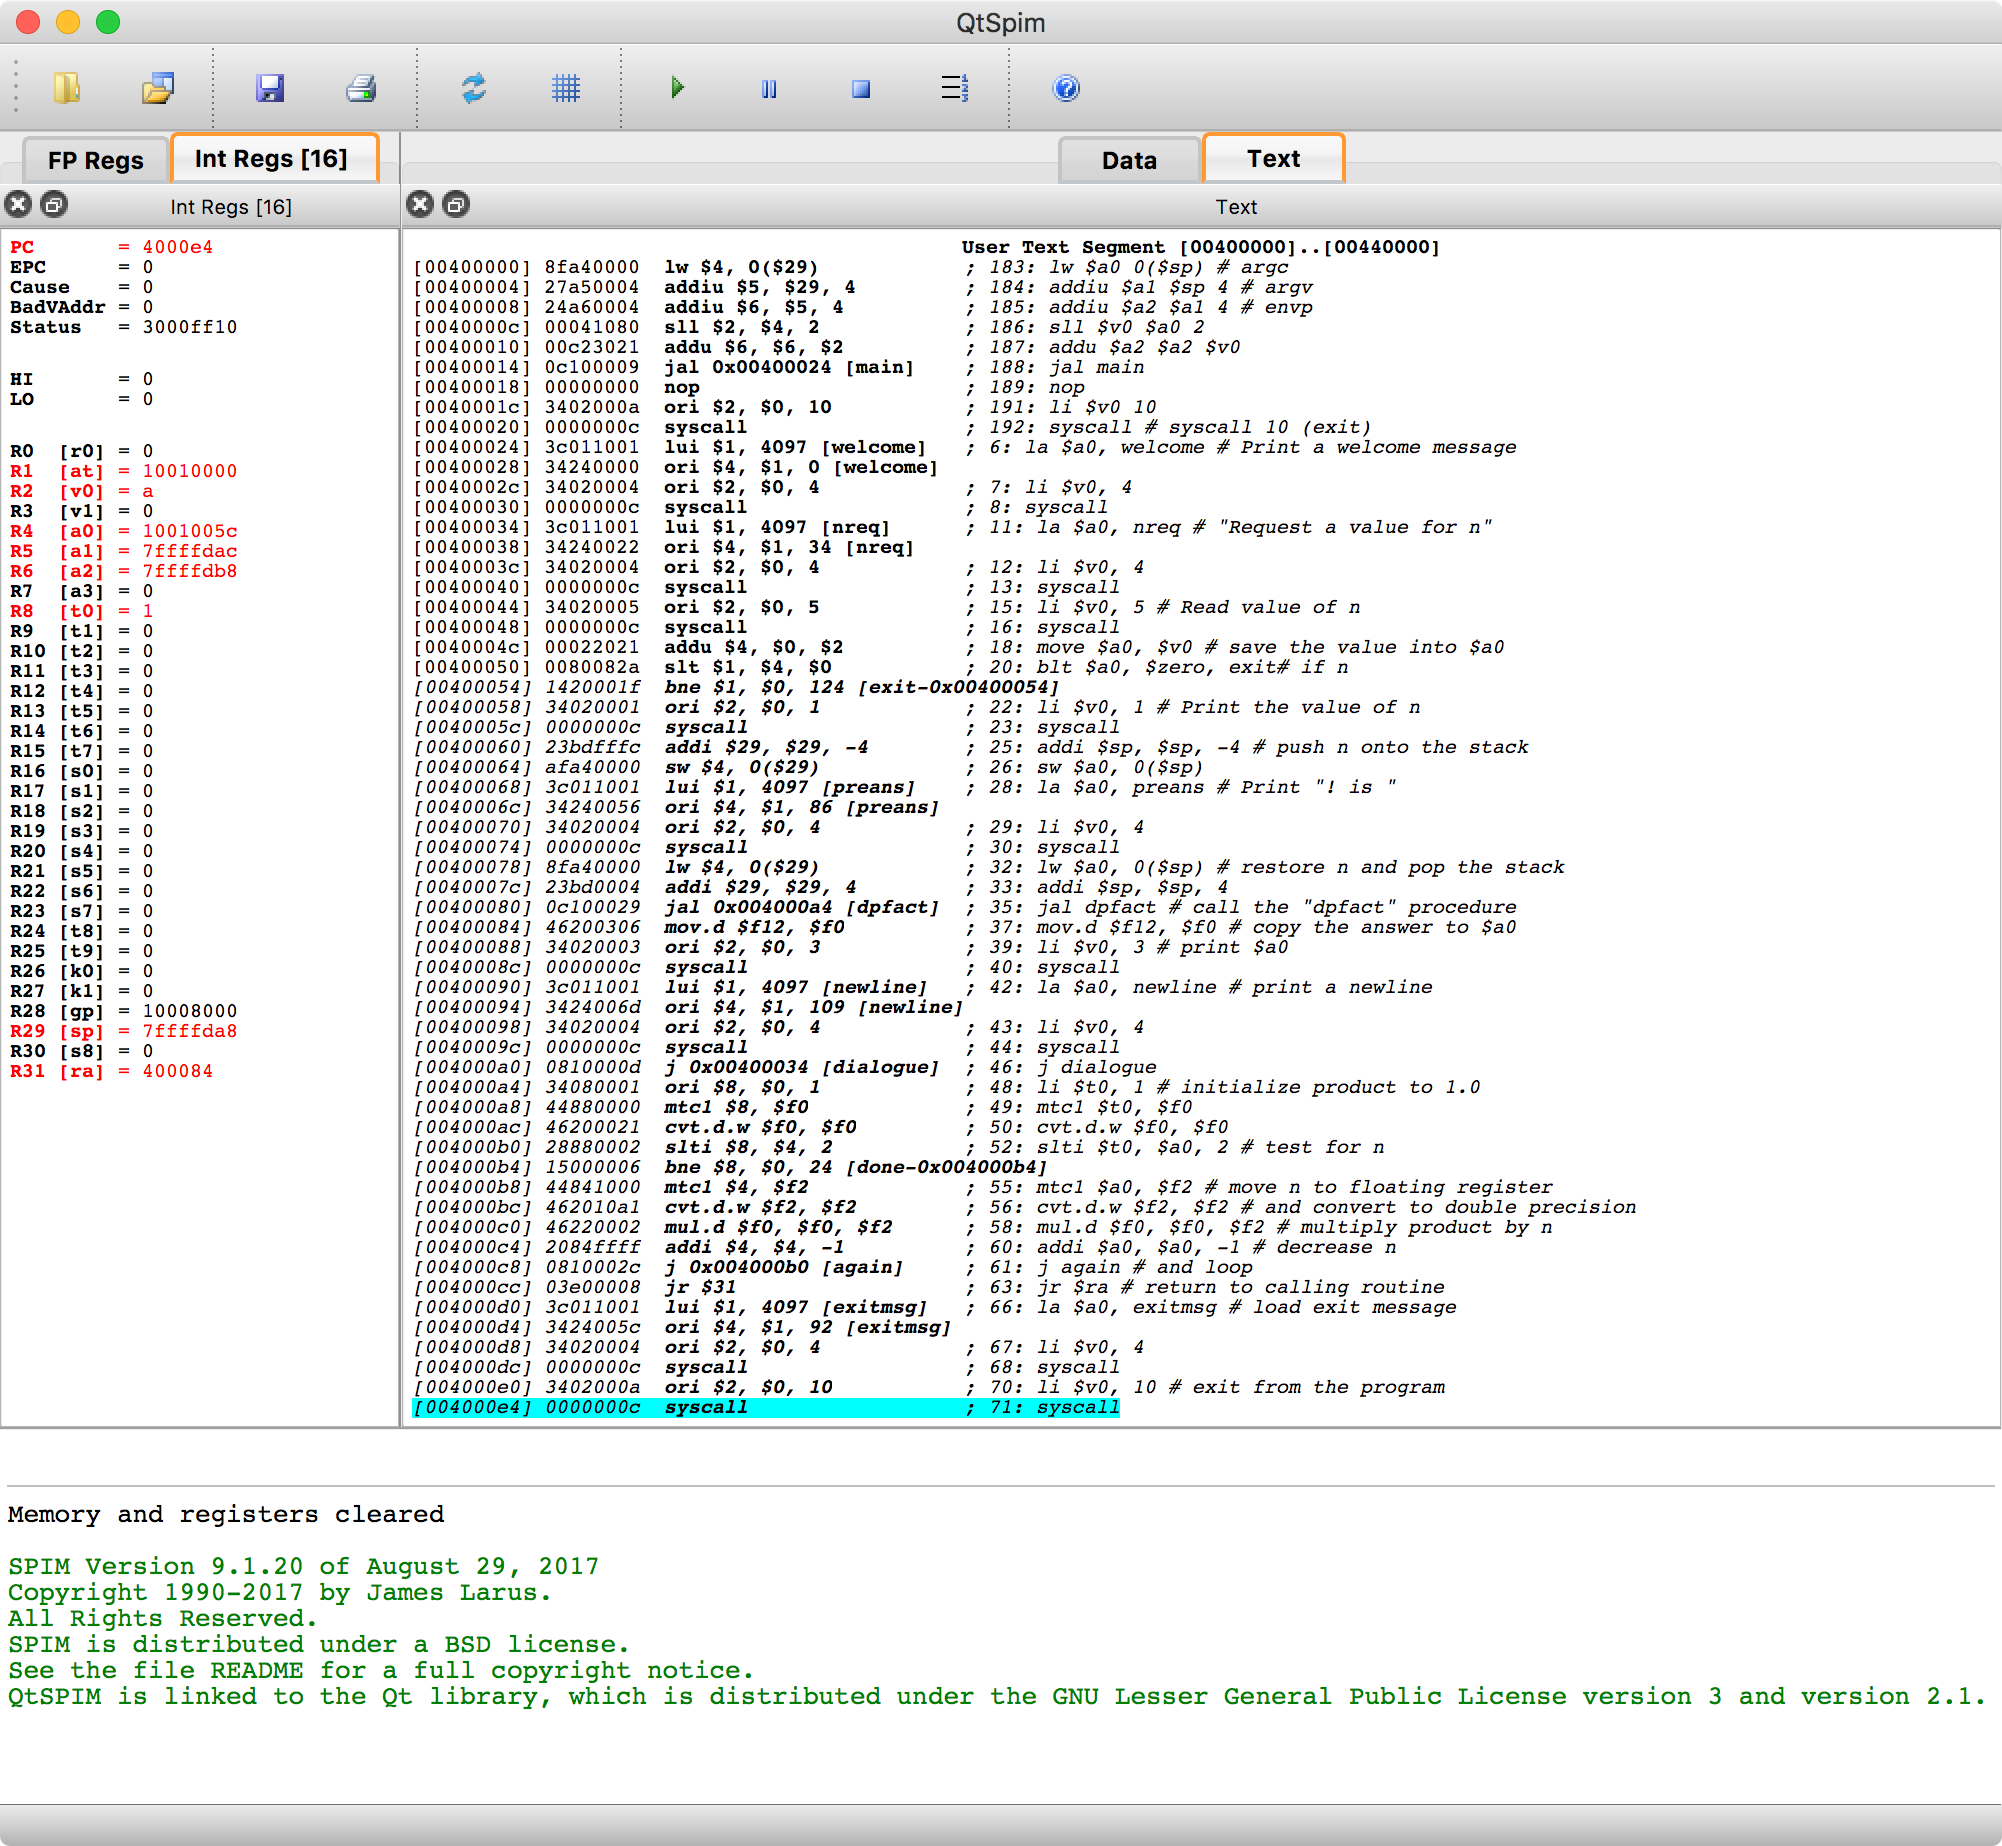 QtSpim
FP Regs
Int Regs [16]
Data
Text
Int Regs [16]
Text
PC       = 4000e4
EPC      = 0
Cause    = 0
BadVAddr = 0
Status   = 3000ff10
HI       = 0
LO       = 0
R0  [r0] = 0
R1  [at] = 10010000
R2  [v0] = a
R3  [v1] = 0
R4  [a0] = 1001005c
R5  [a1] = 7ffffdac
R6  [a2] = 7ffffdb8
R7  [a3] = 0
R8  [t0] = 1
R9  [t1] = 0
R10 [t2] = 0
R11 [t3] = 0
R12 [t4] = 0
R13 [t5] = 0
R14 [t6] = 0
R15 [t7] = 0
R16 [s0] = 0
R17 [s1] = 0
R18 [s2] = 0
R19 [s3] = 0
R20 [s4] = 0
R21 [s5] = 0
R22 [s6] = 0
R23 [s7] = 0
R24 [t8] = 0
R25 [t9] = 0
R26 [k0] = 0
R27 [k1] = 0
R28 [gp] = 10008000
R29 [sp] = 7ffffda8
R30 [s8] = 0
R31 [ra] = 400084
User Text Segment [00400000]..[00440000]
[00400000] 8fa40000  lw $4, 0($29)            ; 183: lw $a0 0($sp) # argc
[00400004] 27a50004  addiu $5, $29, 4         ; 184: addiu $a1 $sp 4 # argv
[00400008] 24a60004  addiu $6, $5, 4          ; 185: addiu $a2 $a1 4 # envp
[0040000c] 00041080  sll $2, $4, 2            ; 186: sll $v0 $a0 2
[00400010] 00c23021  addu $6, $6, $2          ; 187: addu $a2 $a2 $v0
[00400014] 0c100009  jal 0x00400024 [main]    ; 188: jal main
[00400018] 00000000  nop                      ; 189: nop
[0040001c] 3402000a  ori $2, $0, 10           ; 191: li $v0 10
[00400020] 0000000c  syscall                  ; 192: syscall # syscall 10 (exit)
[00400024] 3c011001  lui $1, 4097 [welcome]   ; 6: la $a0, welcome # Print a welcome message
[00400028] 34240000  ori $4, $1, 0 [welcome]
[0040002c] 34020004  ori $2, $0, 4            ; 7: li $v0, 4
[00400030] 0000000c  syscall                  ; 8: syscall
[00400034] 3c011001  lui $1, 4097 [nreq]      ; 11: la $a0, nreq # "Request a value for n"
[00400038] 34240022  ori $4, $1, 34 [nreq]
[0040003c] 34020004  ori $2, $0, 4            ; 12: li $v0, 4
[00400040] 0000000c  syscall                  ; 13: syscall
[00400044] 34020005  ori $2, $0, 5            ; 15: li $v0, 5 # Read value of n
[00400048] 0000000c  syscall                  ; 16: syscall
[0040004c] 00022021  addu $4, $0, $2          ; 18: move $a0, $v0 # save the value into $a0
[00400050] 0080082a  slt $1, $4, $0           ; 20: blt $a0, $zero, exit# if n
[00400054] 1420001f  bne $1, $0, 124 [exit-0x00400054]
[00400058] 34020001  ori $2, $0, 1            ; 22: li $v0, 1 # Print the value of n
[0040005c] 0000000c  syscall                  ; 23: syscall
[00400060] 23bdfffc  addi $29, $29, -4        ; 25: addi $sp, $sp, -4 # push n onto the stack
[00400064] afa40000  sw $4, 0($29)            ; 26: sw $a0, 0($sp)
[00400068] 3c011001  lui $1, 4097 [preans]    ; 28: la $a0, preans # Print "! is "
[0040006c] 34240056  ori $4, $1, 86 [preans]
[00400070] 34020004  ori $2, $0, 4            ; 29: li $v0, 4
[00400074] 0000000c  syscall                  ; 30: syscall
[00400078] 8fa40000  lw $4, 0($29)            ; 32: lw $a0, 0($sp) # restore n and pop the stack
[0040007c] 23bd0004  addi $29, $29, 4         ; 33: addi $sp, $sp, 4
[00400080] 0c100029  jal 0x004000a4 [dpfact]  ; 35: jal dpfact # call the "dpfact" procedure
[00400084] 46200306  mov.d $f12, $f0          ; 37: mov.d $f12, $f0 # copy the answer to $a0
[00400088] 34020003  ori $2, $0, 3            ; 39: li $v0, 3 # print $a0
[0040008c] 0000000c  syscall                  ; 40: syscall
[00400090] 3c011001  lui $1, 4097 [newline]   ; 42: la $a0, newline # print a newline
[00400094] 3424006d  ori $4, $1, 109 [newline]
[00400098] 34020004  ori $2, $0, 4            ; 43: li $v0, 4
[0040009c] 0000000c  syscall                  ; 44: syscall
[004000a0] 0810000d  j 0x00400034 [dialogue]  ; 46: j dialogue
[004000a4] 34080001  ori $8, $0, 1            ; 48: li $t0, 1 # initialize product to 1.0
[004000a8] 44880000  mtc1 $8, $f0             ; 49: mtc1 $t0, $f0
[004000ac] 46200021  cvt.d.w $f0, $f0         ; 50: cvt.d.w $f0, $f0
[004000b0] 28880002  slti $8, $4, 2           ; 52: slti $t0, $a0, 2 # test for n
[004000b4] 15000006  bne $8, $0, 24 [done-0x004000b4]
[004000b8] 44841000  mtc1 $4, $f2             ; 55: mtc1 $a0, $f2 # move n to floating register
[004000bc] 462010a1  cvt.d.w $f2, $f2         ; 56: cvt.d.w $f2, $f2 # and convert to double precision
[004000c0] 46220002  mul.d $f0, $f0, $f2      ; 58: mul.d $f0, $f0, $f2 # multiply product by n
[004000c4] 2084ffff  addi $4, $4, -1          ; 60: addi $a0, $a0, -1 # decrease n
[004000c8] 0810002c  j 0x004000b0 [again]     ; 61: j again # and loop
[004000cc] 03e00008  jr $31                   ; 63: jr $ra # return to calling routine
[004000d0] 3c011001  lui $1, 4097 [exitmsg]   ; 66: la $a0, exitmsg # load exit message
[004000d4] 3424005c  ori $4, $1, 92 [exitmsg]
[004000d8] 34020004  ori $2, $0, 4            ; 67: li $v0, 4
[004000dc] 0000000c  syscall                  ; 68: syscall
[004000e0] 3402000a  ori $2, $0, 10           ; 70: li $v0, 10 # exit from the program
[004000e4] 0000000c  syscall                  ; 71: syscall
Memory and registers cleared
SPIM Version 9.1.20 of August 29, 2017
Copyright 1990-2017 by James Larus.
All Rights Reserved.
SPIM is distributed under a BSD license.
See the file README for a full copyright notice.
QtSPIM is linked to the Qt library, which is distributed under the GNU Lesser General Public License version 3 and version 2.1.